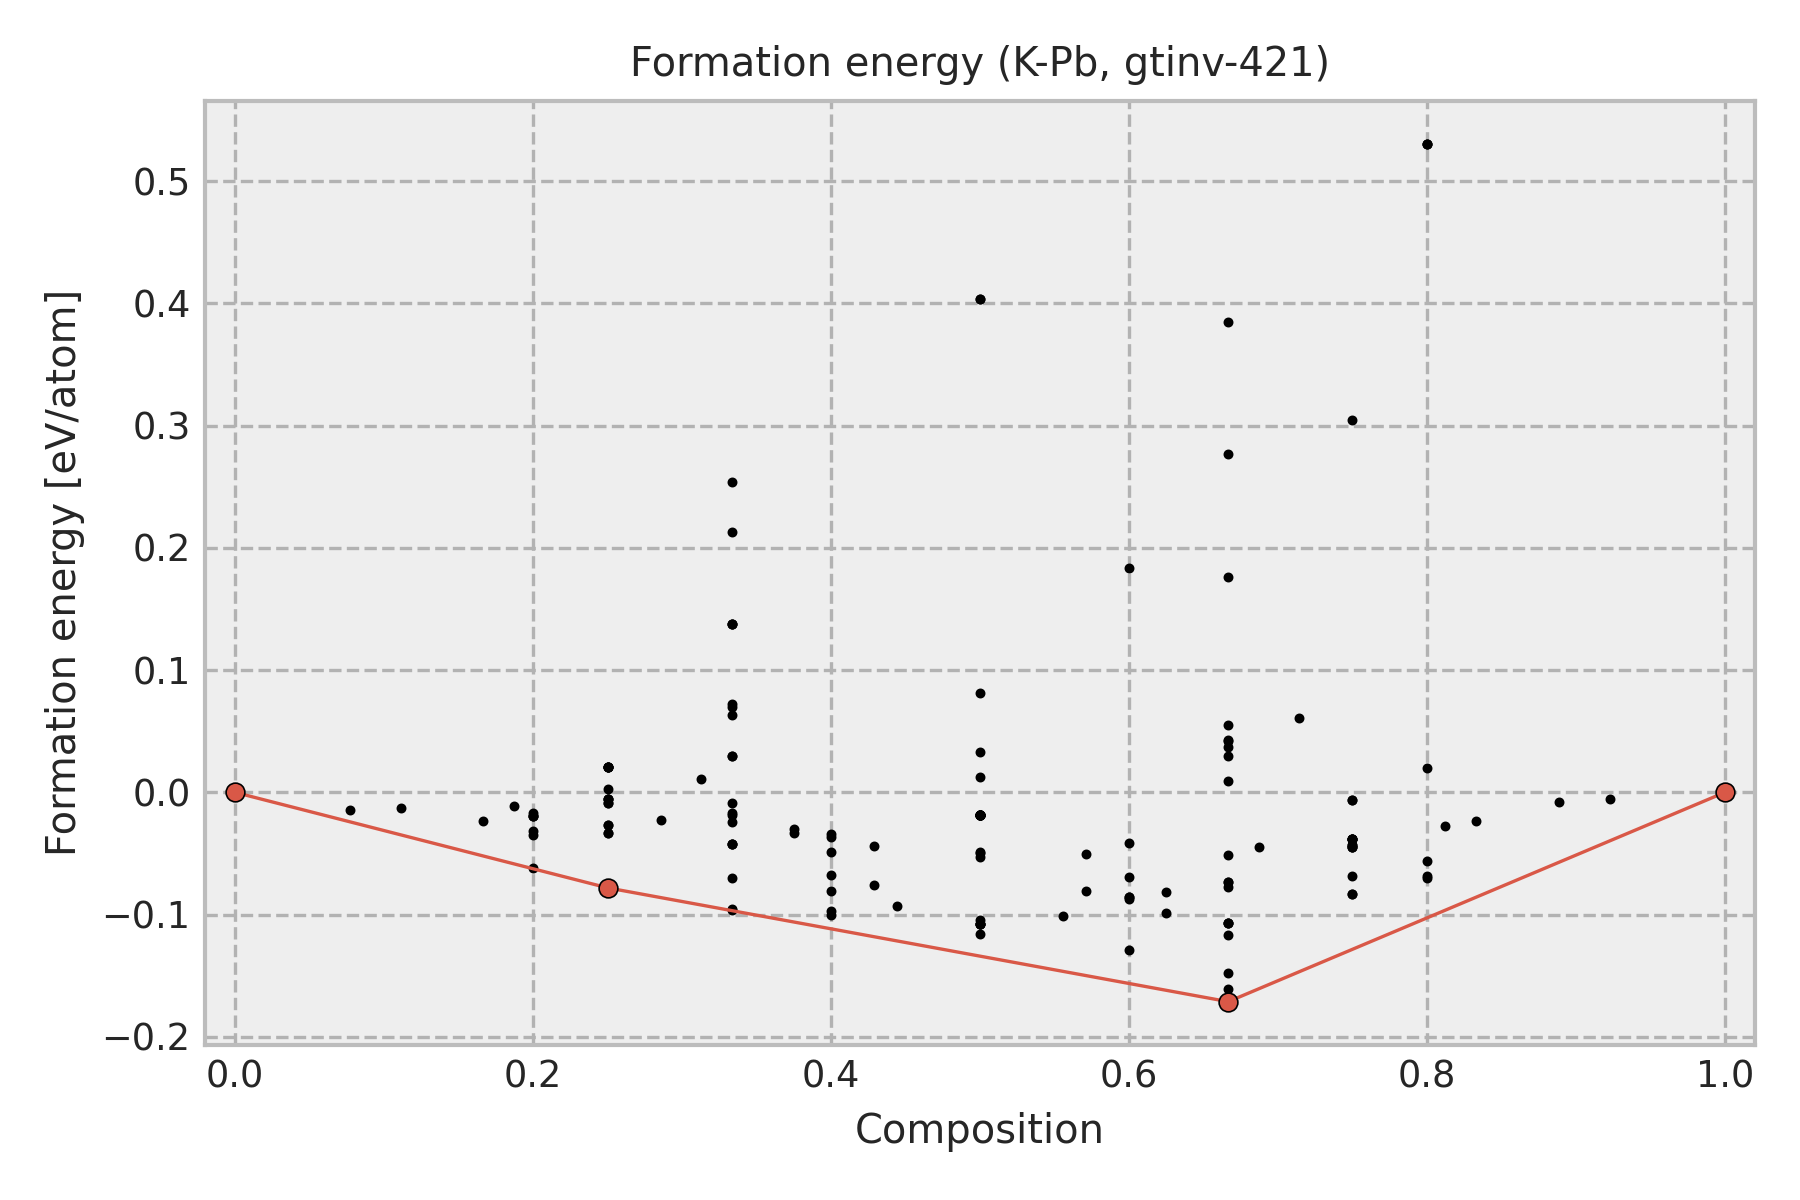 Formation energy (K-Pb, gtinv-421)
Formation energy [eV/atom]
0.5
0.4
0.3
0.2
0.1
0.0
−0.1
−0.2
0.0 0.2 0.4 0.6 0.8 1.0
Composition